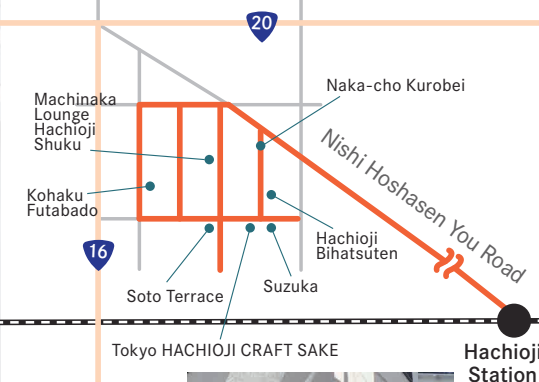 20
Naka-cho Kurobei
Machinaka
Lounge
Hachioji
Shuku
Nishi Hoshasen You Road
Kohaku
Futabado
Hachioji
Bihatsuten
16
Soto Terrace
Suzuka
Tokyo HACHIOJI CRAFT SAKE
Hachioji
Station